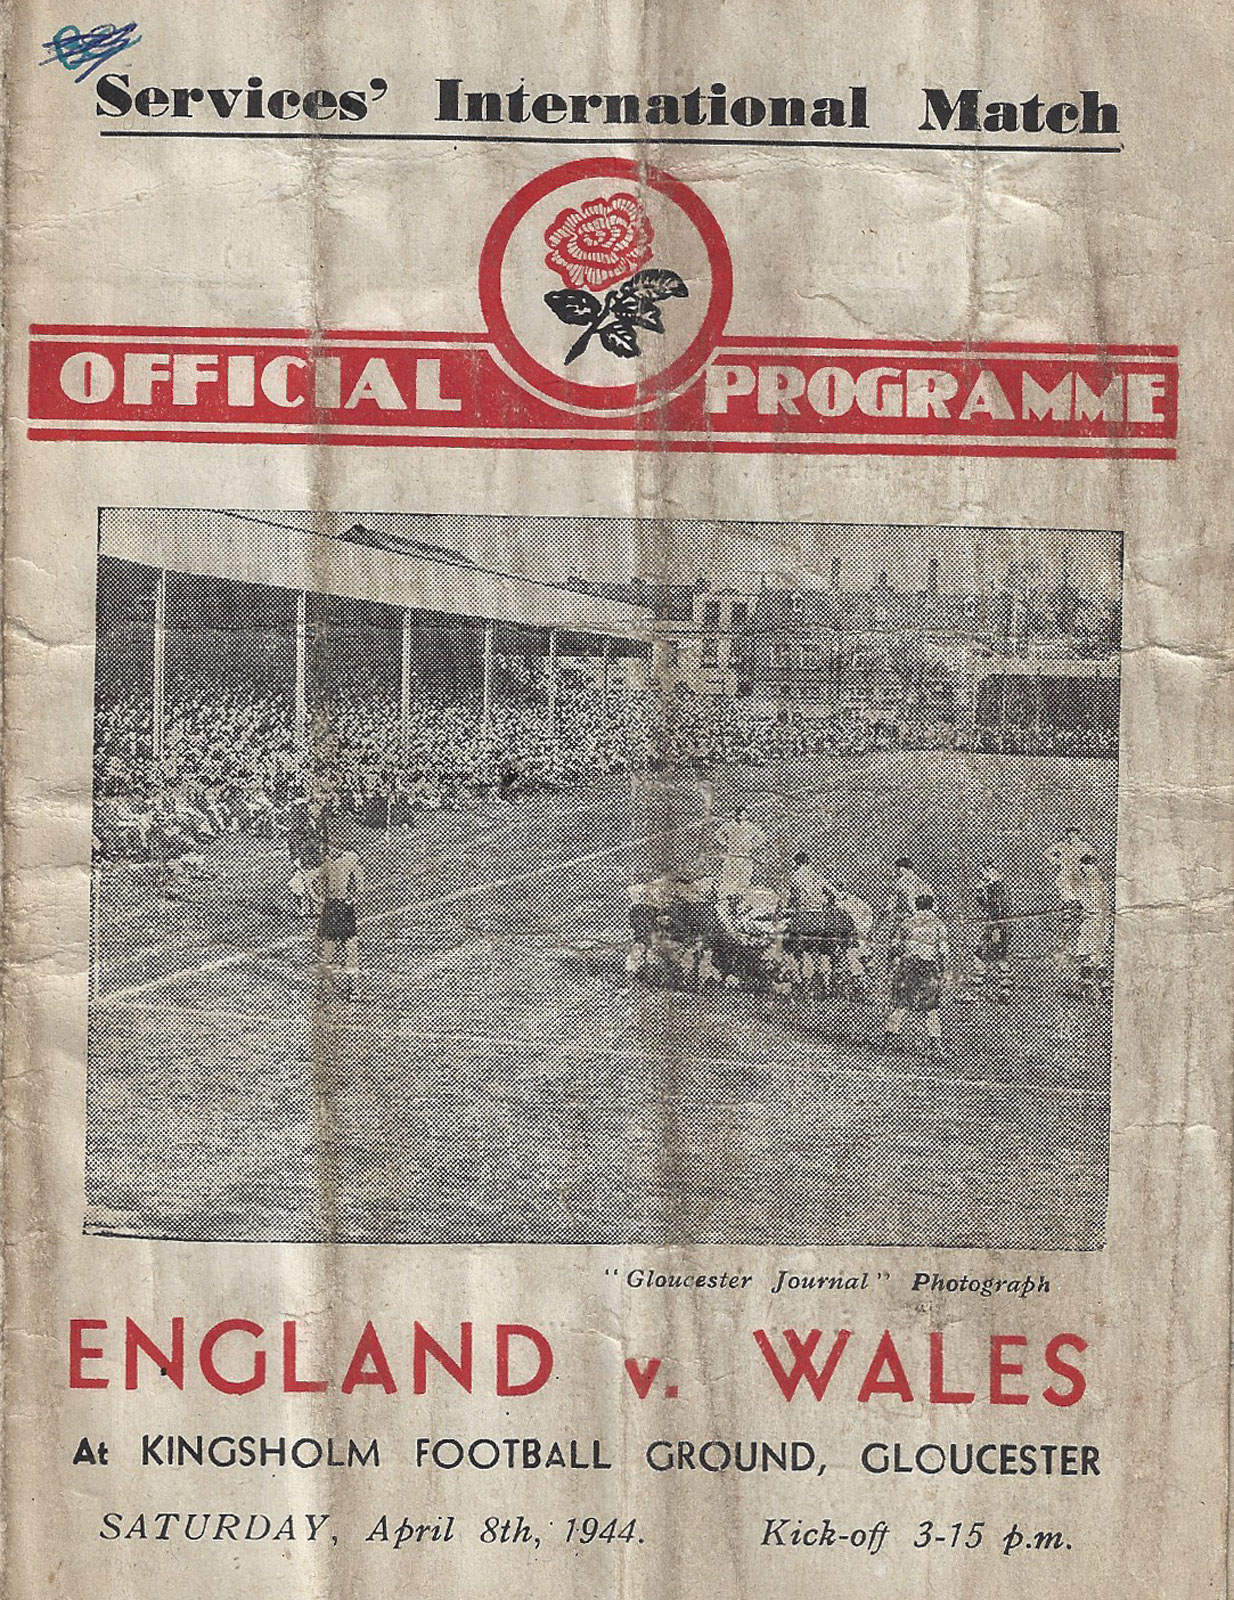 Services' International Match
OFFICIAL PROGRAMME
"Gloucester Journal" Photograph
ENGLAND v. WALES
At KINGSHOLM FOOTBALL GROUND, GLOUCESTER
SATURDAY, April 8th, 1944. Kick-off 3-15 p.m.